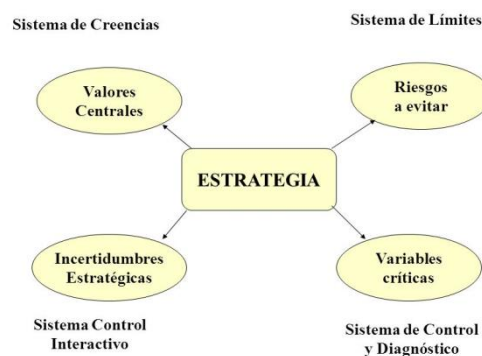 Sistema de Creencias
Sistema de Límites
Valores
Centrales
Riesgos
a evitar
ESTRATEGIA
Incertidumbres
Estratégicas
Variables
críticas
Sistema Control
Interactivo
Sistema de Control
y Diagnóstico